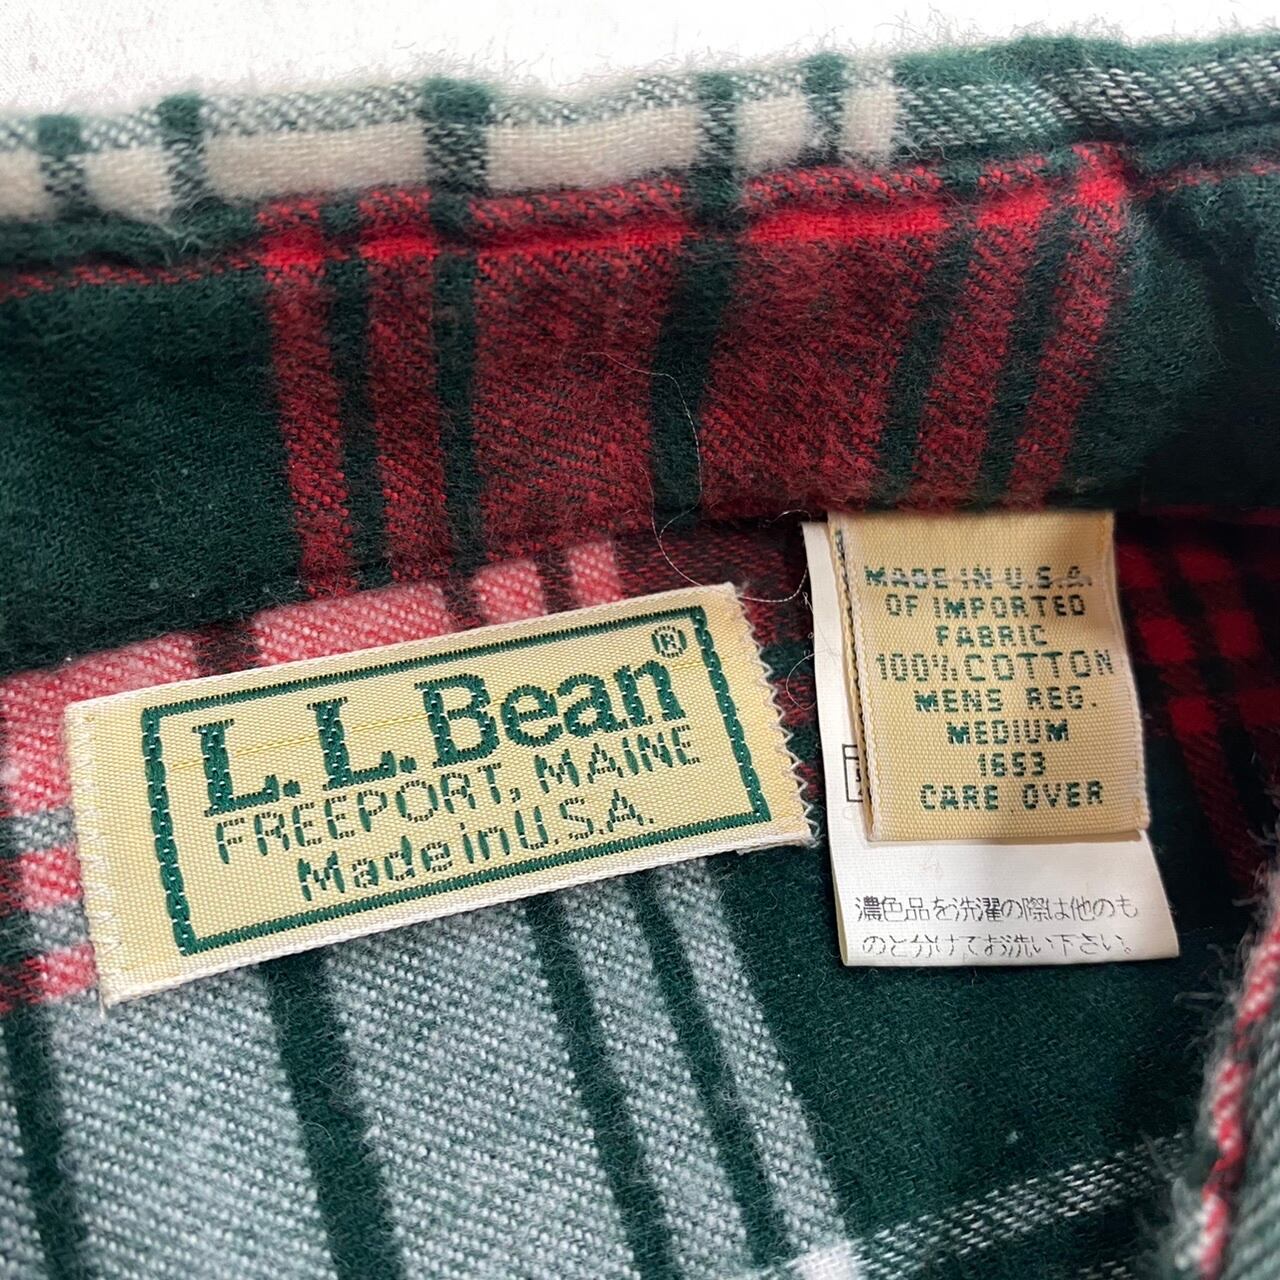 L.L.Bean®
FREEPORT, MAINE
Made in U.S.A.
MADE IN U.S.A.
OF IMPORTED
FABRIC
100% COTTON
MENS REG.
MEDIUM
1653
CARE OVER
濃色品を洗濯の際は他のも
のと分けてお洗い下さい。